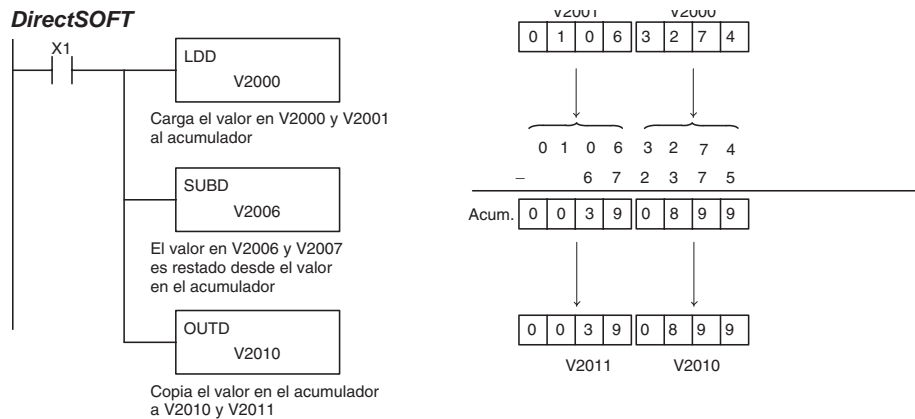 DirectSOFT
X1
LDD
V2000
Carga el valor en V2000 y V2001
al acumulador
SUBD
V2006
El valor en V2006 y V2007
es restado desde el valor
en el acumulador
OUTD
V2010
Copia el valor en el acumulador
a V2010 y V2011
V2001 V2000
0 1 0 6 3 2 7 4
0 1 0 6 3 2 7 4
– 6 7 2 3 7 5
Acum. 0 0 3 9 0 8 9 9
0 0 3 9 0 8 9 9
V2011 V2010